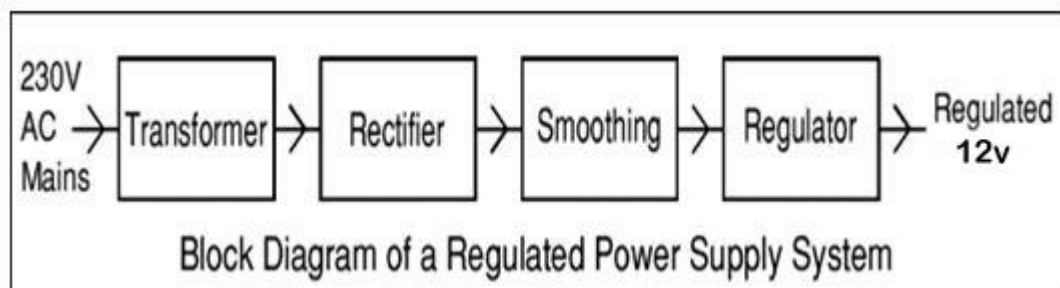 230V
AC
Mains
Transformer
Rectifier
Smoothing
Regulator
Regulated
12v
Block Diagram of a Regulated Power Supply System